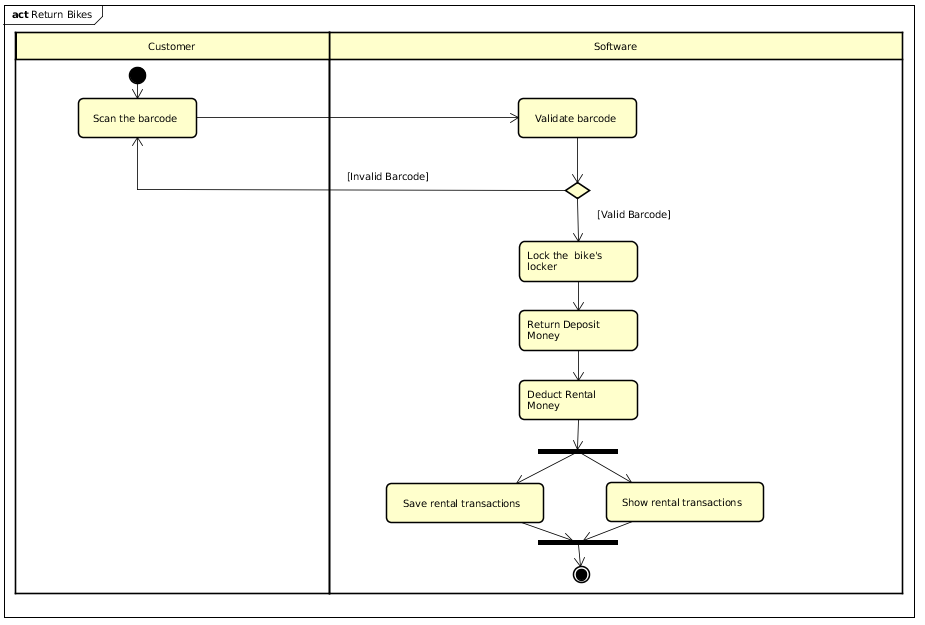 act Return Bikes
Customer
Software
Scan the barcode
Validate barcode
[Invalid Barcode]
[Valid Barcode]
Lock the  bike's
locker
Return Deposit
Money
Deduct Rental
Money
Save rental transactions
Show rental transactions